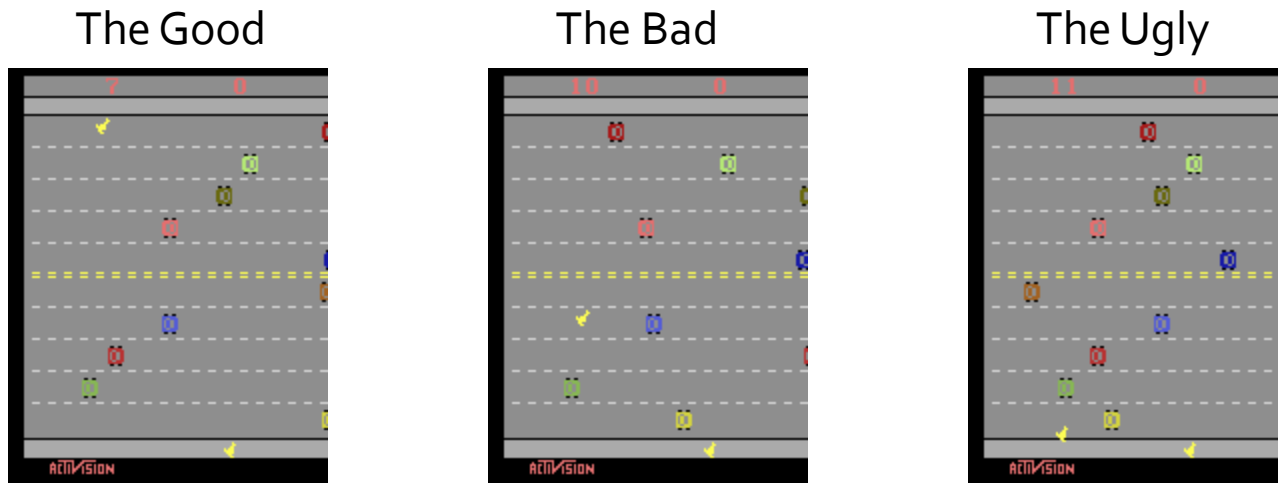 The Good The Bad The Ugly
7 0 10 0 11 0
ACTIVISION ACTIVISION ACTIVISION